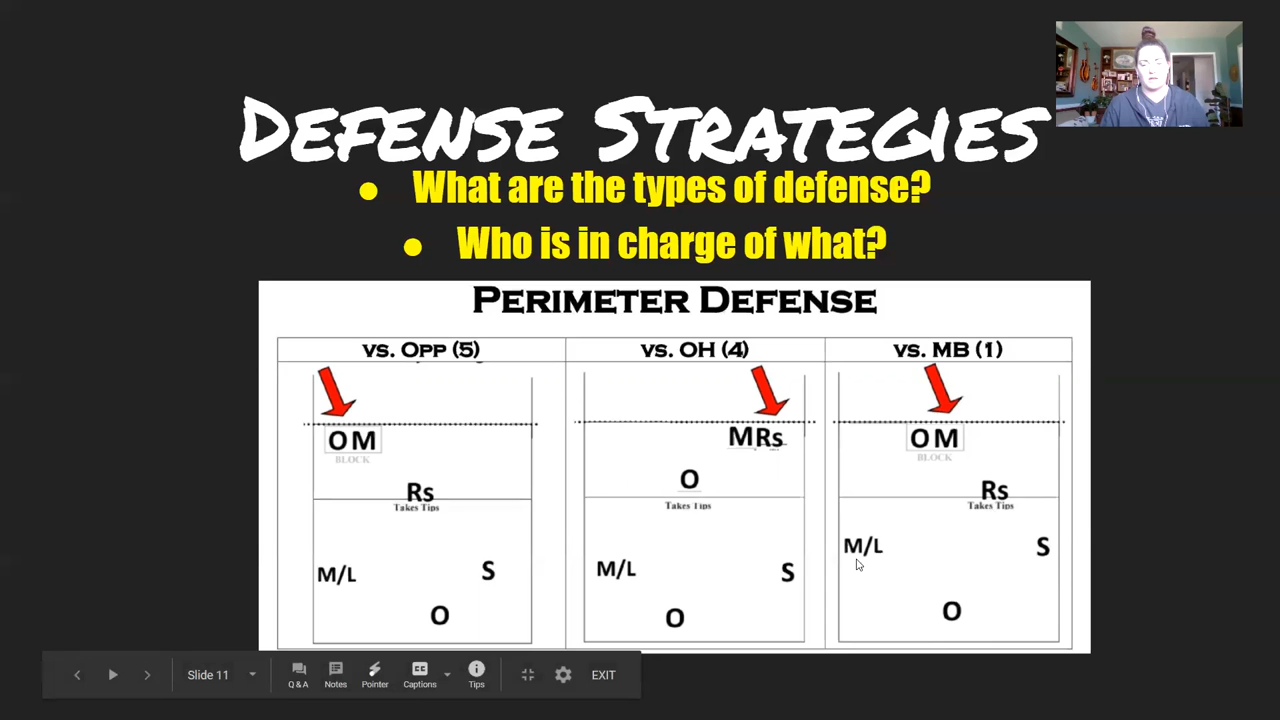 DEFENSE STRATEGIES
● What are the types of defense?
● Who is in charge of what?
PERIMETER DEFENSE
vs. OPP (5)
OM
BLOCK
Rs
Takes Tips
M/L
S
O
vs. OH (4)
MRs
O
Takes Tips
M/L
S
O
vs. MB (1)
OM
BLOCK
Rs
Takes Tips
M/L
S
O
Slide 11
Q & A
Notes
Pointer
Captions
Tips
EXIT